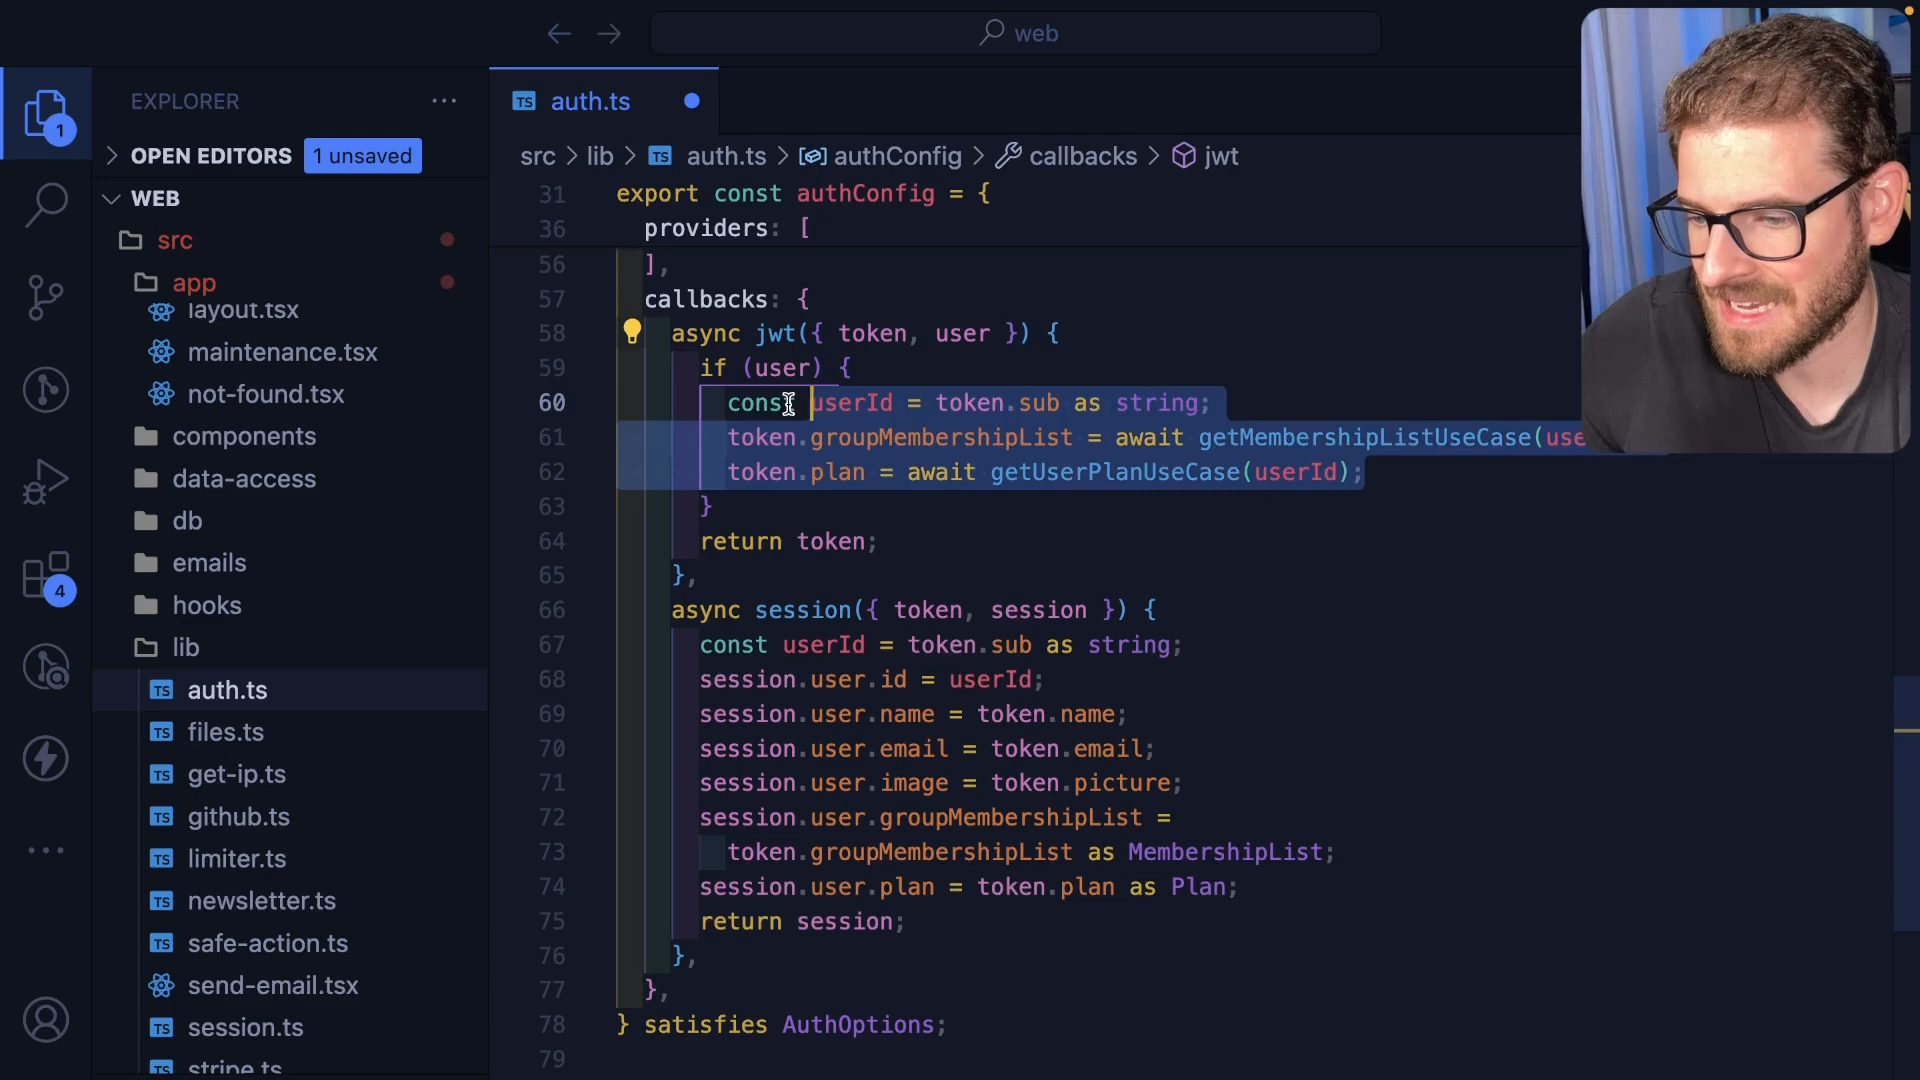 web
EXPLORER
OPEN EDITORS 1 unsaved
WEB
src
app
layout.tsx
maintenance.tsx
not-found.tsx
components
data-access
db
emails
hooks
lib
TS auth.ts
TS files.ts
TS get-ip.ts
TS github.ts
TS limiter.ts
TS newsletter.ts
TS safe-action.ts
send-email.tsx
TS session.ts
TS stripe.ts
1
4
TS auth.ts
src > lib > TS auth.ts > authConfig > callbacks > jwt
31 export const authConfig = {
36 providers: [
56 ],
57 callbacks: {
58 async jwt({ token, user }) {
59 if (user) {
60 const userId = token.sub as string;
61 token.groupMembershipList = await getMembershipListUseCase(use
62 token.plan = await getUserPlanUseCase(userId);
63 }
64 return token;
65 },
66 async session({ token, session }) {
67 const userId = token.sub as string;
68 session.user.id = userId;
69 session.user.name = token.name;
70 session.user.email = token.email;
71 session.user.image = token.picture;
72 session.user.groupMembershipList =
73 token.groupMembershipList as MembershipList;
74 session.user.plan = token.plan as Plan;
75 return session;
76 },
77 },
78 } satisfies AuthOptions;
79